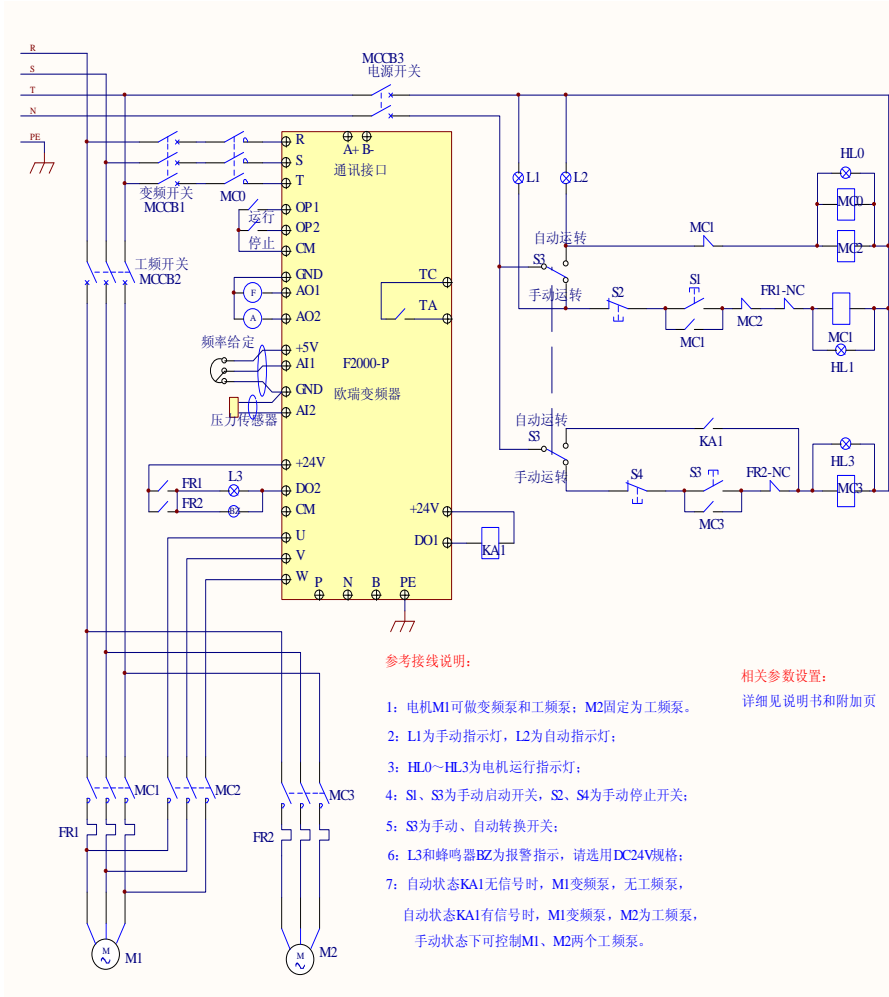 R
S
T
N
PE
MCCB3
电源开关
变频开关
MCCB1
MC0
工频开关
MCCB2
R
S
T
OP1
OP2
CM
运行
停止
GND
AO1
AO2
F
A
频率给定
+5V
AI1
GND
AI2
压力传感器
+24V
DO2
CM
FR1
FR2
L3
BZ
U
V
W
A+ B-
通讯接口
TC
TA
F2000-P
欧瑞变频器
+24V
DO1
KA1
P
N
B
PE
L1
L2
自动运转
S3
手动运转
MC1
HL0
MC0
MC2
S2
S1
MC1
MC2
FR1-NC
MC1
HL1
自动运转
S3
手动运转
KA1
S4
S3
MC3
FR2-NC
HL3
MC3
MC1
MC2
MC3
FR1
FR2
M
M1
M
M2
参考接线说明:
1: 电机M1可做变频泵和工频泵; M2固定为工频泵。
2: L1为手动指示灯, L2为自动指示灯;
3: HL0～HL3为电机运行指示灯;
4: S1、S3为手动启动开关, S2、S4为手动停止开关;
5: S3为手动、自动转换开关;
6: L3和蜂鸣器BZ为报警指示, 请选用DC24V规格;
7: 自动状态KA1无信号时, M1变频泵, 无工频泵,
自动状态KA1有信号时, M1变频泵, M2为工频泵,
手动状态下可控制M1、M2两个工频泵。
相关参数设置:
详细见说明书和附加页